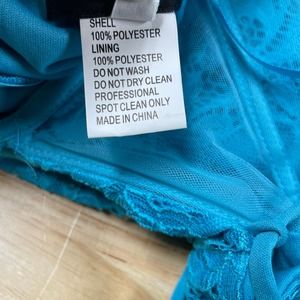 SHELL
100% POLYESTER
LINING
100% POLYESTER
DO NOT WASH
DO NOT DRY CLEAN
PROFESSIONAL
SPOT CLEAN ONLY
MADE IN CHINA